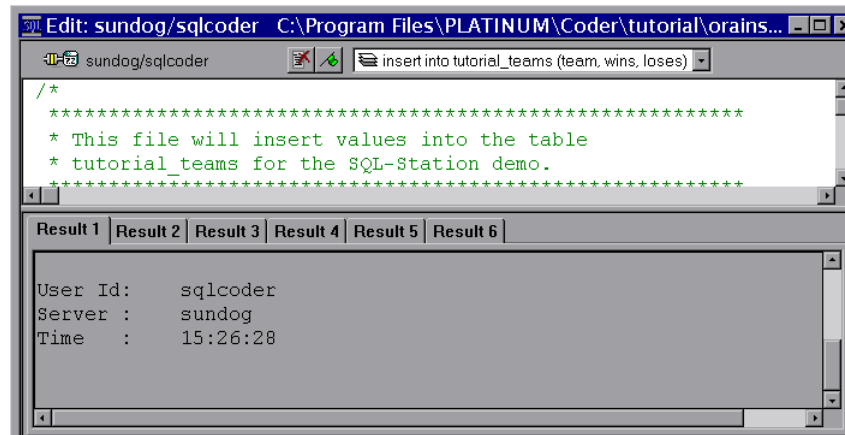 SQL Edit: sundog/sqlcoder C:\Program Files\PLATINUM\Coder\tutorial\orains...
sundog/sqlcoder insert into tutorial_teams (team, wins, loses)
/*
**********************************************************
* This file will insert values into the table
* tutorial_teams for the SQL-Station demo.
**********************************************************
Result 1 Result 2 Result 3 Result 4 Result 5 Result 6
User Id: sqlcoder
Server : sundog
Time : 15:26:28